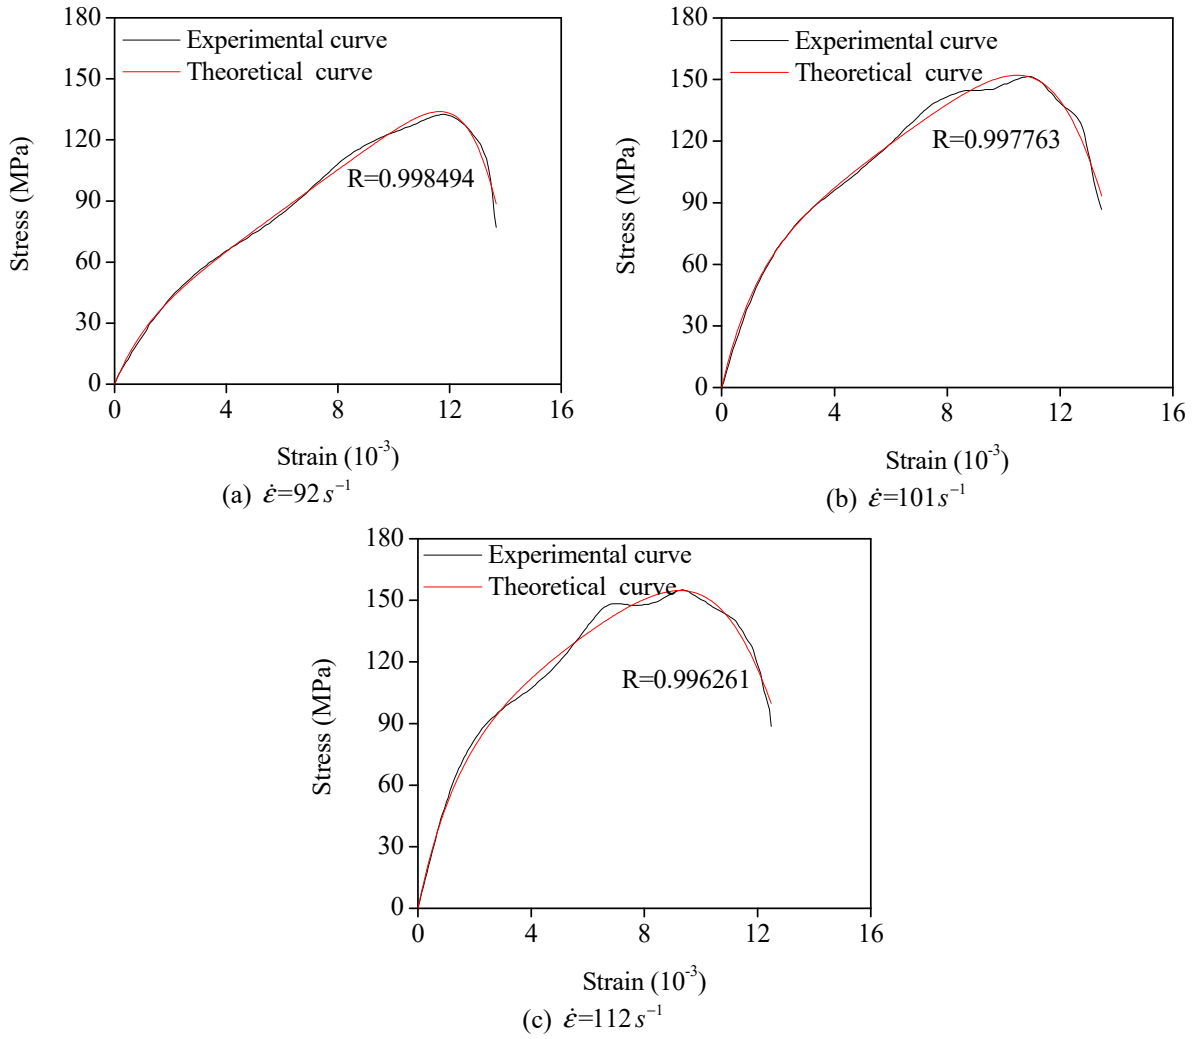 180
150
120
90
60
30
0
Stress (MPa)
Experimental curve
Theoretical  curve
R=0.998494
0 4 8 12 16
Strain (10⁻³)
(a) ε̇=92s⁻¹
180
150
120
90
60
30
0
Stress (MPa)
Experimental curve
Theoretical  curve
R=0.997763
0 4 8 12 16
Strain (10⁻³)
(b) ε̇=101s⁻¹
180
150
120
90
60
30
0
Stress (MPa)
Experimental curve
Theoretical  curve
R=0.996261
0 4 8 12 16
Strain (10⁻³)
(c) ε̇=112s⁻¹